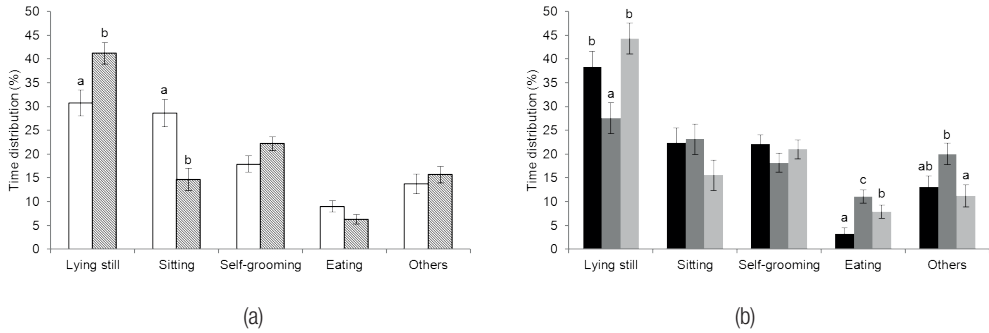 Time distribution (%)
50
45
40
35
30
25
20
15
10
5
0
a
b
a
b
Lying still Sitting Self-grooming Eating Others
(a)
Time distribution (%)
50
45
40
35
30
25
20
15
10
5
0
b
a
b
a
c
b
ab
b
a
Lying still Sitting Self-grooming Eating Others
(b)